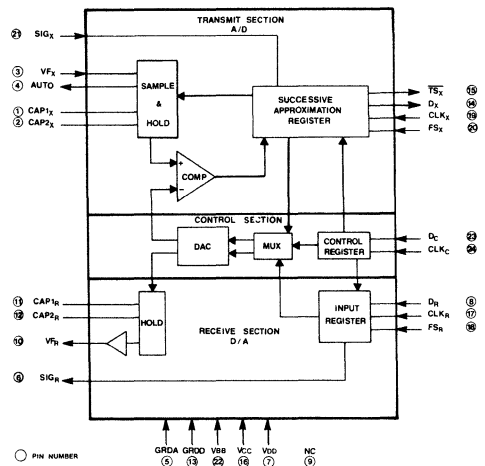 TRANSMIT SECTION
A/D
21 SIGX
3 VFX
4 AUTO
1 CAP1X
2 CAP2X
SAMPLE
&
HOLD
SUCCESSIVE
APPROXIMATION
REGISTER
TSX 15
DX 14
CLKX 19
FSX 20
+
COMP
−
CONTROL SECTION
DAC
MUX
CONTROL
REGISTER
DC 23
CLKC 24
11 CAP1R
12 CAP2R
10 VFR
6 SIGR
HOLD
RECEIVE SECTION
D/A
INPUT
REGISTER
DR 8
CLKR 17
FSR 18
GRDA GRDD VBB VCC VDD NC
5 13 22 16 7 9
PIN NUMBER